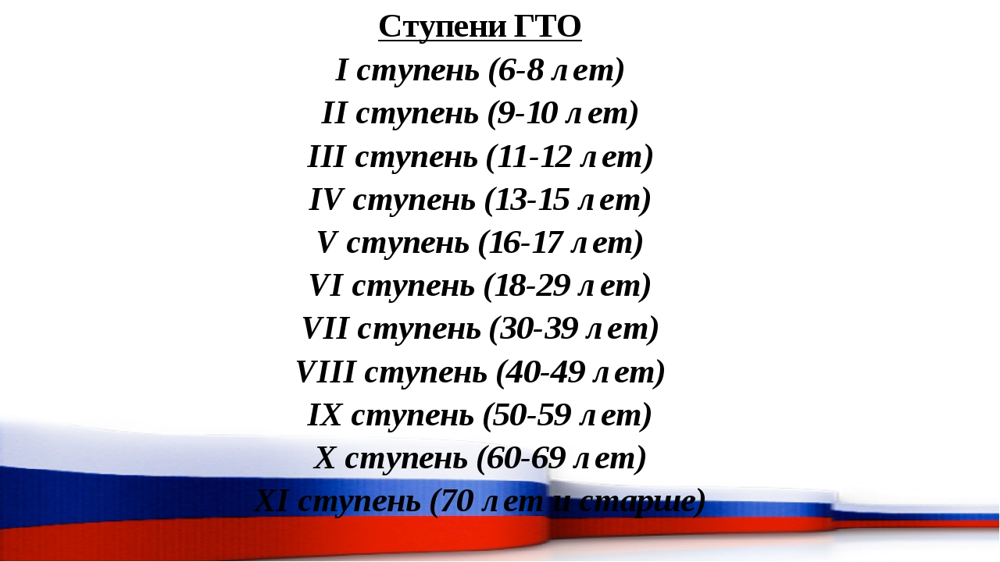 Ступени ГТО
I ступень (6-8 лет)
II ступень (9-10 лет)
III ступень (11-12 лет)
IV ступень (13-15 лет)
V ступень (16-17 лет)
VI ступень (18-29 лет)
VII ступень (30-39 лет)
VIII ступень (40-49 лет)
IX ступень (50-59 лет)
X ступень (60-69 лет)
XI ступень (70 лет и старше)